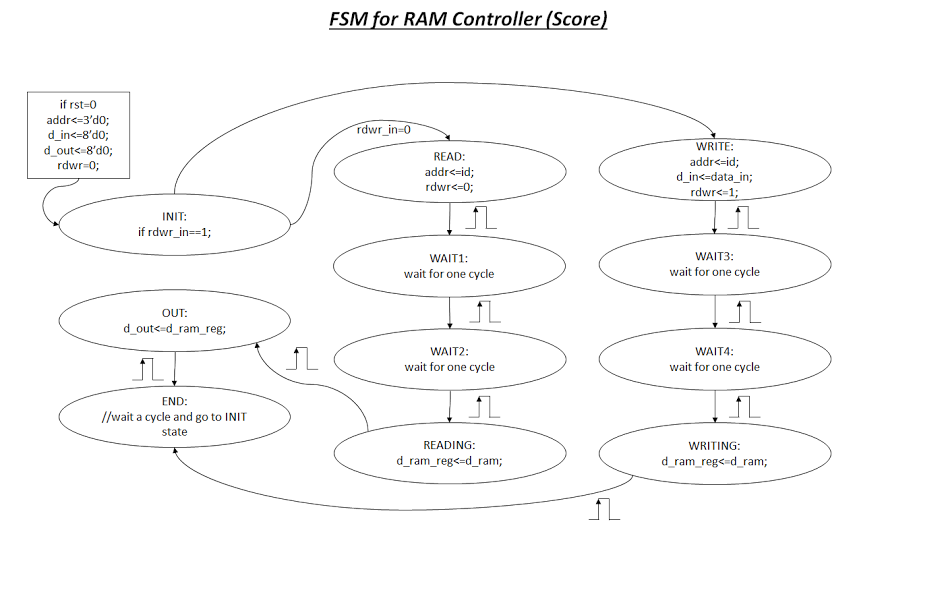 FSM for RAM Controller (Score)
if rst=0
addr<=3'd0;
d_in<=8'd0;
d_out<=8'd0;
rdwr=0;
INIT:
if rdwr_in==1;
rdwr_in=0
READ:
addr<=id;
rdwr<=0;
WRITE:
addr<=id;
d_in<=data_in;
rdwr<=1;
WAIT1:
wait for one cycle
WAIT3:
wait for one cycle
OUT:
d_out<=d_ram_reg;
WAIT2:
wait for one cycle
WAIT4:
wait for one cycle
END:
//wait a cycle and go to INIT
state
READING:
d_ram_reg<=d_ram;
WRITING:
d_ram_reg<=d_ram;